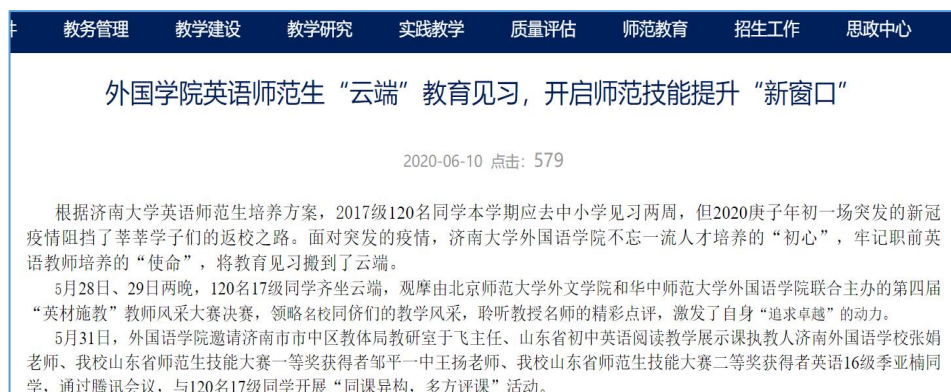 教务管理 教学建设 教学研究 实践教学 质量评估 师范教育 招生工作 思政中心
外国学院英语师范生“云端”教育见习，开启师范技能提升“新窗口”
2020-06-10 点击：579
根据济南大学英语师范生培养方案，2017级120名同学本学期应去中小学见习两周，但2020庚子年初一场突发的新冠
疫情阻挡了莘莘学子们的返校之路。面对突发的疫情，济南大学外国语学院不忘一流人才培养的“初心”，牢记职前英
语教师培养的“使命”，将教育见习搬到了云端。
5月28日、29日两晚，120名17级同学齐坐云端，观摩由北京师范大学外文学院和华中师范大学外国语学院联合主办的第四届
“英材施教”教师风采大赛决赛，领略名校同侪们的教学风采，聆听教授名师的精彩点评，激发了自身“追求卓越”的动力。
5月31日，外国语学院邀请济南市市中区教体局教研室于飞主任、山东省初中英语阅读教学展示课执教人济南外国语学校张娟
老师、我校山东省师范生技能大赛一等奖获得者邹平一中王扬老师、我校山东省师范生技能大赛二等奖获得者英语16级季亚楠同
学，通过腾讯会议，与120名17级同学开展“同课异构，多方评课”活动。